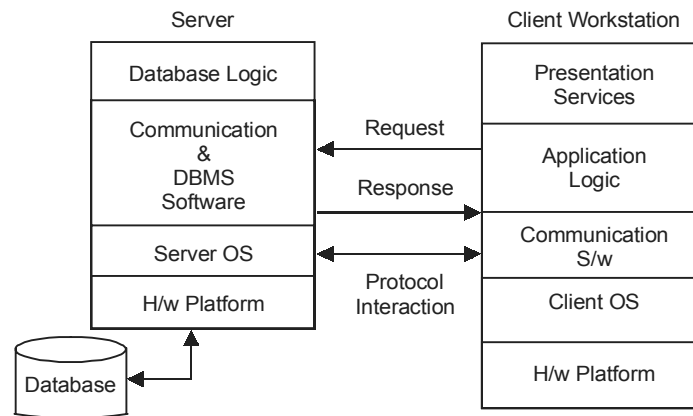 Server
Database Logic
Communication
&
DBMS
Software
Server OS
H/w Platform
Database
Request
Response
Protocol
Interaction
Client Workstation
Presentation
Services
Application
Logic
Communication
S/w
Client OS
H/w Platform